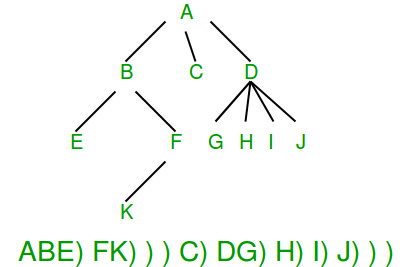 A
B C D
E F G H I J
K
ABE) FK) ) ) C) DG) H) I) J) ) )